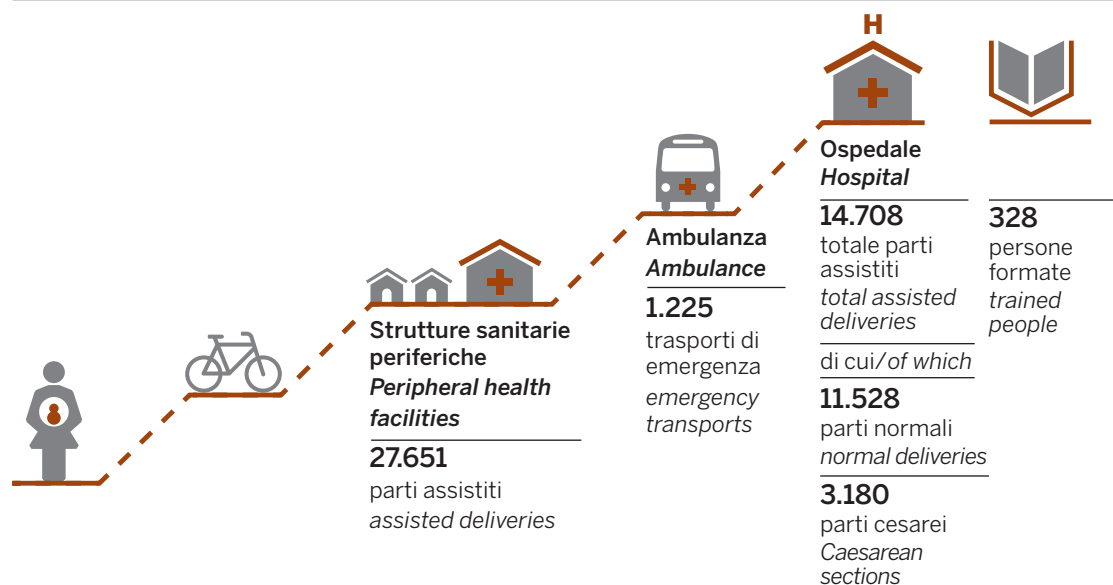 Strutture sanitarie
periferiche
Peripheral health
facilities
27.651
parti assistiti
assisted deliveries
Ambulanza
Ambulance
1.225
trasporti di
emergenza
emergency
transports
H
Ospedale
Hospital
14.708
totale parti
assistiti
total assisted
deliveries
di cui/of which
11.528
parti normali
normal deliveries
3.180
parti cesarei
Caesarean
sections
328
persone
formate
trained
people